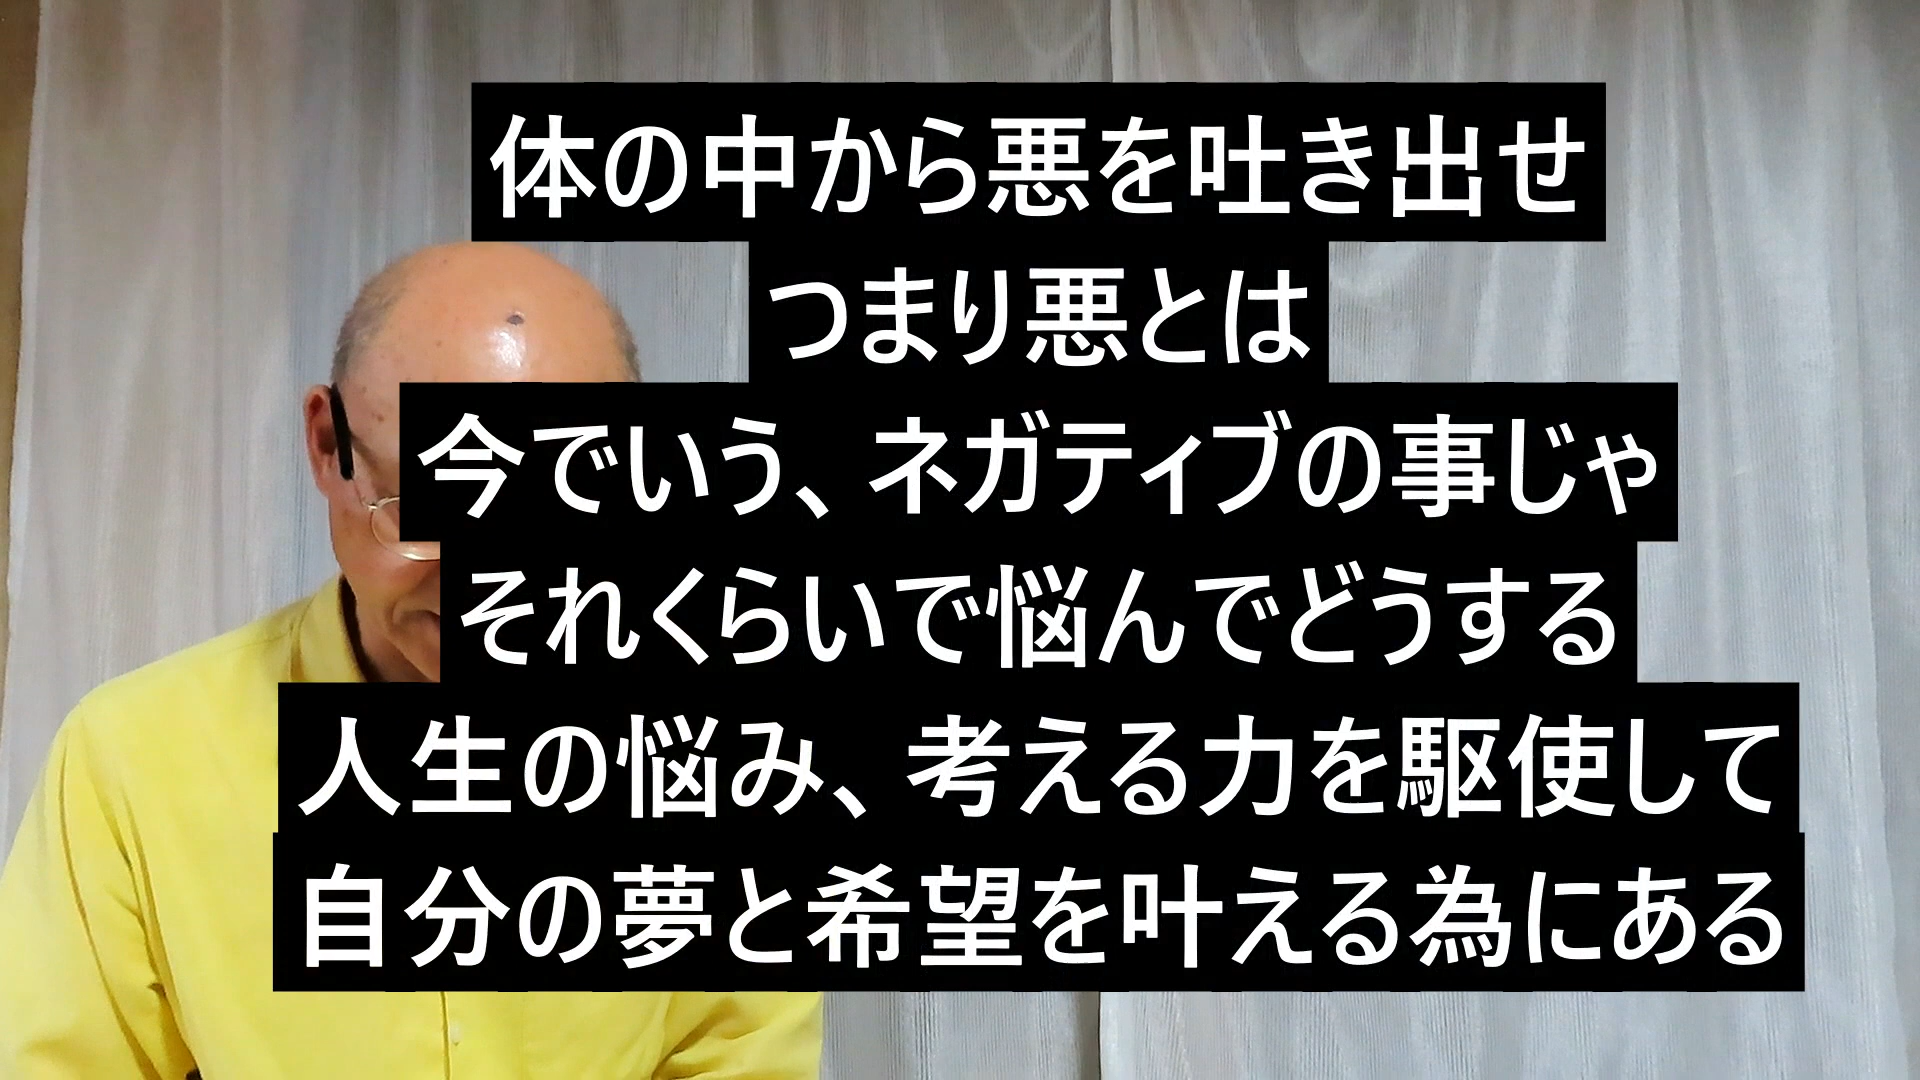 体の中から悪を吐き出せ
つまり悪とは
今でいう、ネガティブの事じゃ
それくらいで悩んでどうする
人生の悩み、考える力を駆使して
自分の夢と希望を叶える為にある